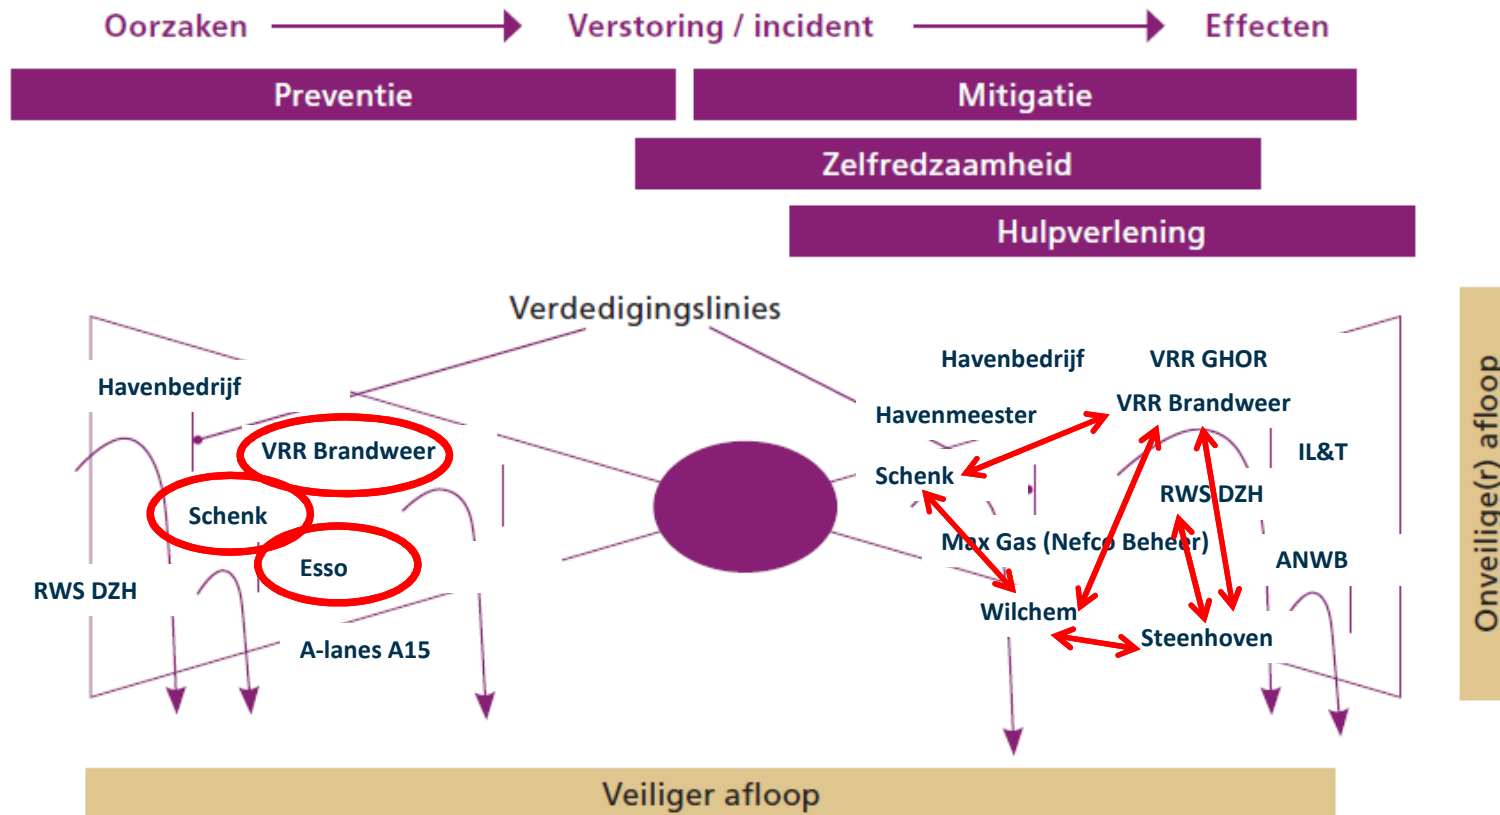 Oorzaken
Verstoring / incident
Effecten
Preventie
Mitigatie
Zelfredzaamheid
Hulpverlening
Verdedigingslinies
Havenbedrijf
VRR Brandweer
Schenk
Esso
RWS DZH
A-lanes A15
Havenbedrijf
VRR GHOR
VRR Brandweer
Havenmeester
IL&T
Schenk
RWS DZH
Max Gas (Nefco Beheer)
ANWB
Wilchem
Steenhoven
Onveilige(r) afloop
Veiliger afloop